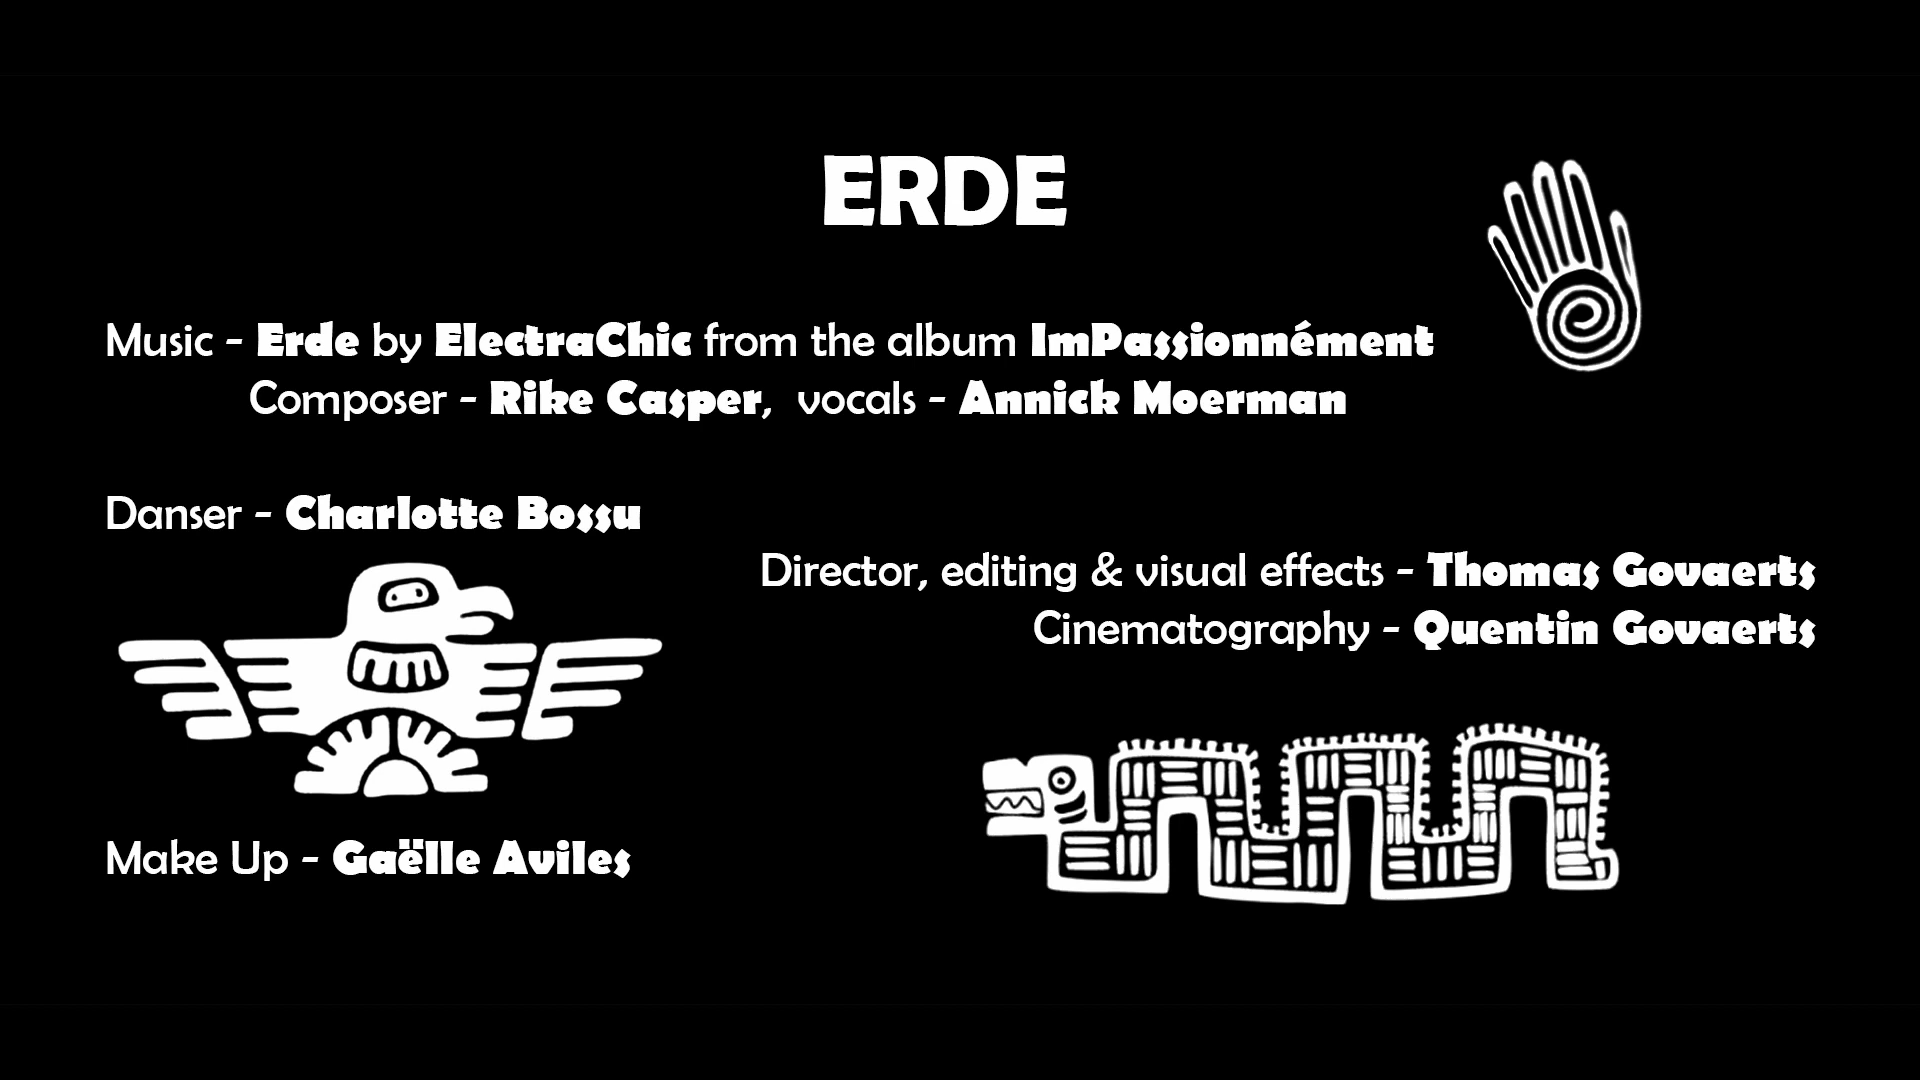 ERDE
Music - Erde by ElectraChic from the album ImPassionnément
Composer - Rike Casper, vocals - Annick Moerman
Danser - Charlotte Bossu
Director, editing & visual effects - Thomas Govaerts
Cinematography - Quentin Govaerts
Make Up - Gaëlle Aviles